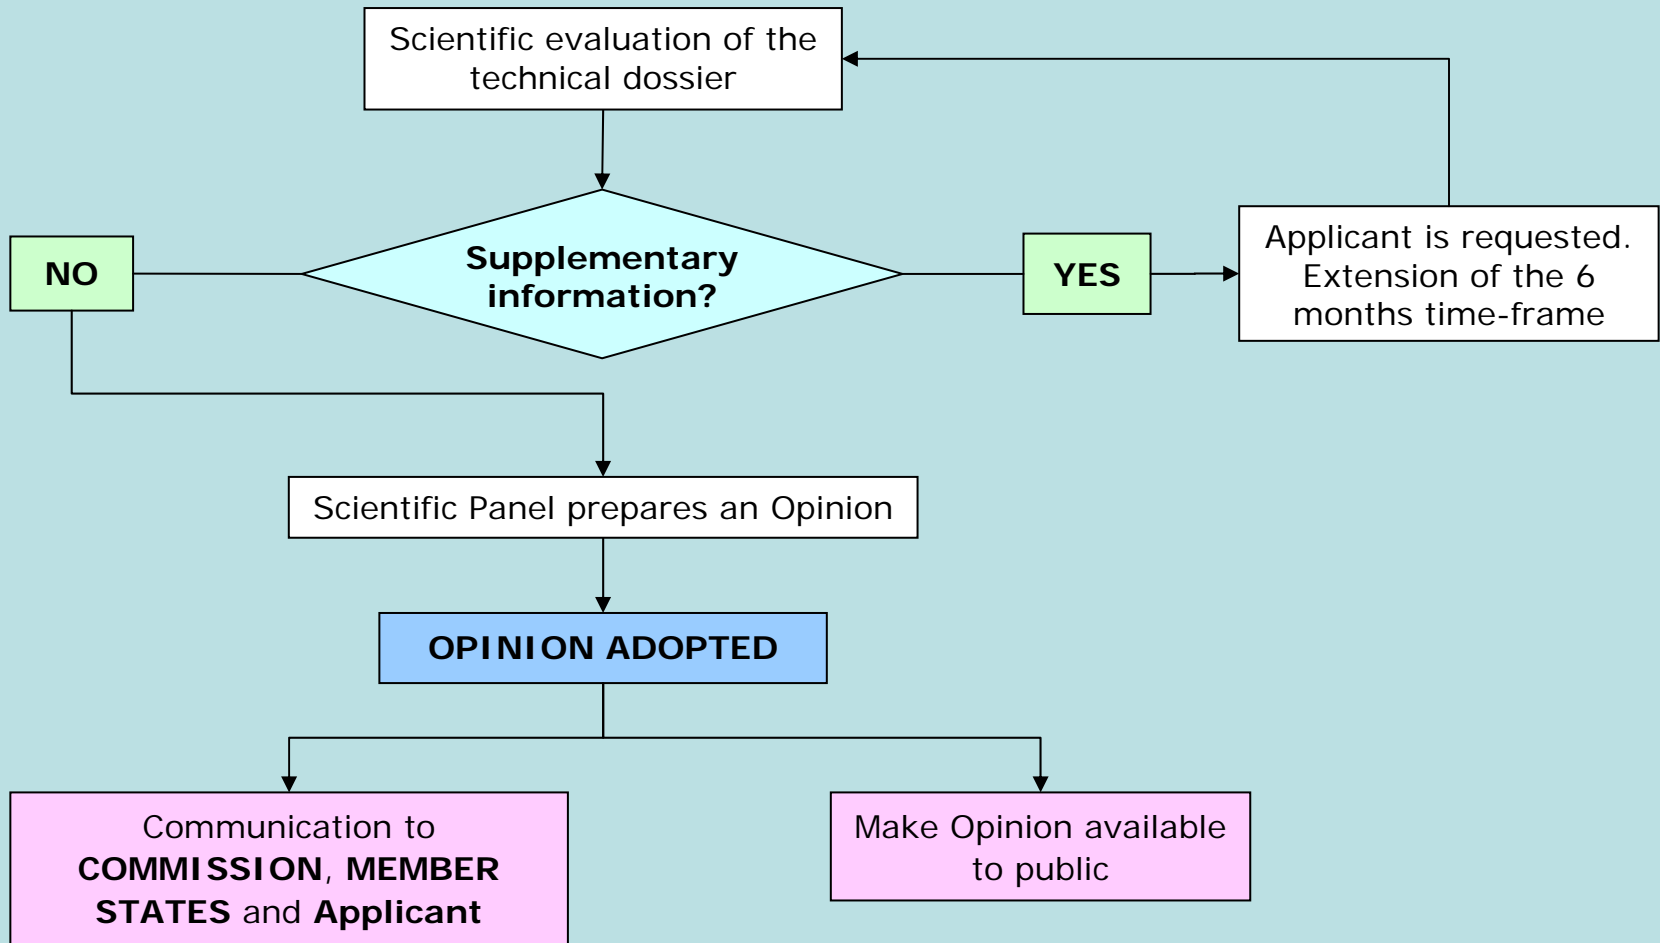 Scientific evaluation of the
technical dossier
Supplementary
information?
NO
YES
Applicant is requested.
Extension of the 6
months time-frame
Scientific Panel prepares an Opinion
OPINION ADOPTED
Communication to
COMMISSION, MEMBER
STATES and Applicant
Make Opinion available
to public